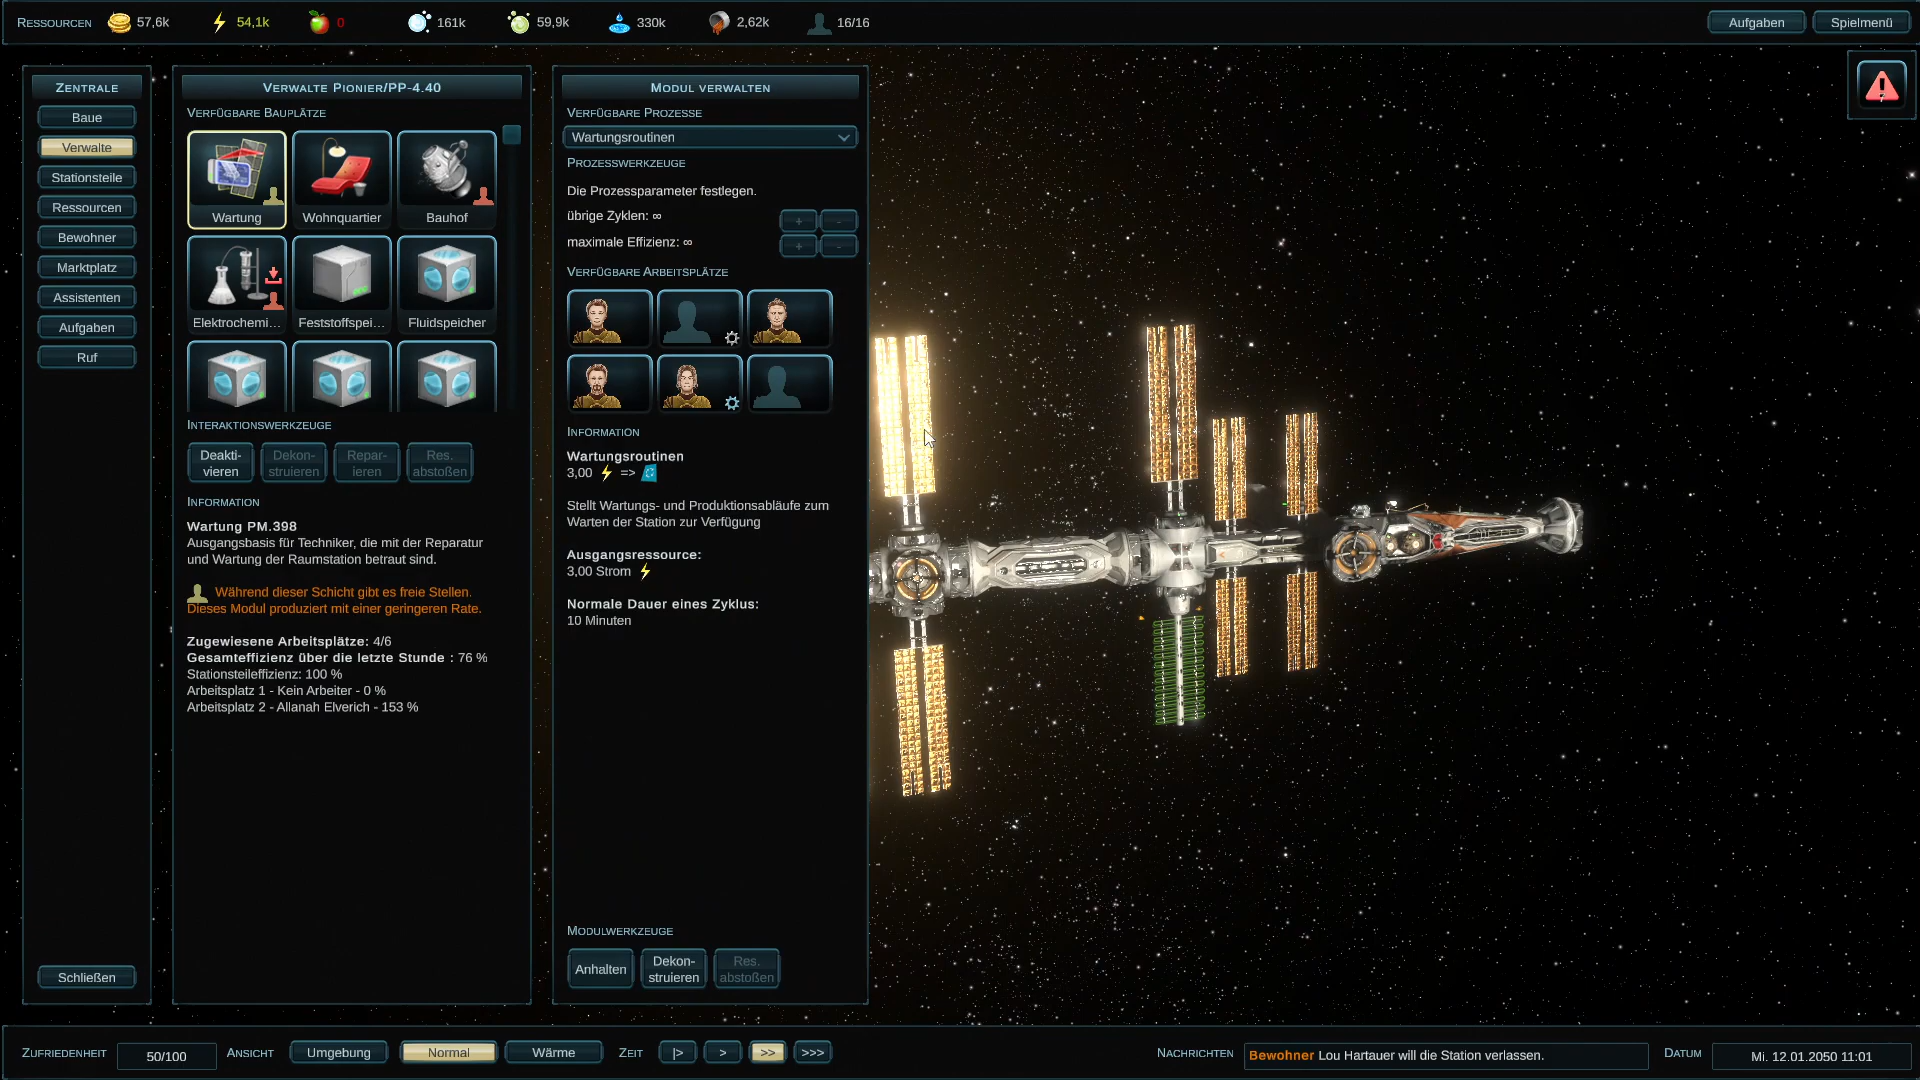 Ressourcen 57,6k 54,1k 0 161k 59,9k 330k 2,62k 16/16 Aufgaben Spielmenü
Zentrale
Baue
Verwalte
Stationsteile
Ressourcen
Bewohner
Marktplatz
Assistenten
Aufgaben
Ruf
Schließen
Verwalte Pionier/PP-4.40
Verfügbare Bauplätze
Wartung Wohnquartier Bauhof
Elektrochemi... Feststoffspei... Fluidspeicher
Interaktionswerkzeuge
Deakti-
vieren
Dekon-
struieren
Repar-
ieren
Res.
abstoßen
Information
Wartung PM.398
Ausgangsbasis für Techniker, die mit der Reparatur
und Wartung der Raumstation betraut sind.
Während dieser Schicht gibt es freie Stellen.
Dieses Modul produziert mit einer geringeren Rate.
Zugewiesene Arbeitsplätze: 4/6
Gesamteffizienz über die letzte Stunde : 76 %
Stationsteileffizienz: 100 %
Arbeitsplatz 1 - Kein Arbeiter - 0 %
Arbeitsplatz 2 - Allanah Elverich - 153 %
Modul verwalten
Verfügbare Prozesse
Wartungsroutinen
Prozesswerkzeuge
Die Prozessparameter festlegen.
übrige Zyklen: ∞ + -
maximale Effizienz: ∞ + -
Verfügbare Arbeitsplätze
Information
Wartungsroutinen
3,00 =>
Stellt Wartungs- und Produktionsabläufe zum
Warten der Station zur Verfügung
Ausgangsressource:
3,00 Strom
Normale Dauer eines Zyklus:
10 Minuten
Modulwerkzeuge
Anhalten
Dekon-
struieren
Res.
abstoßen
Zufriedenheit 50/100 Ansicht Umgebung Normal Wärme Zeit |> > >> >>> Nachrichten Bewohner Lou Hartauer will die Station verlassen. Datum Mi. 12.01.2050 11:01